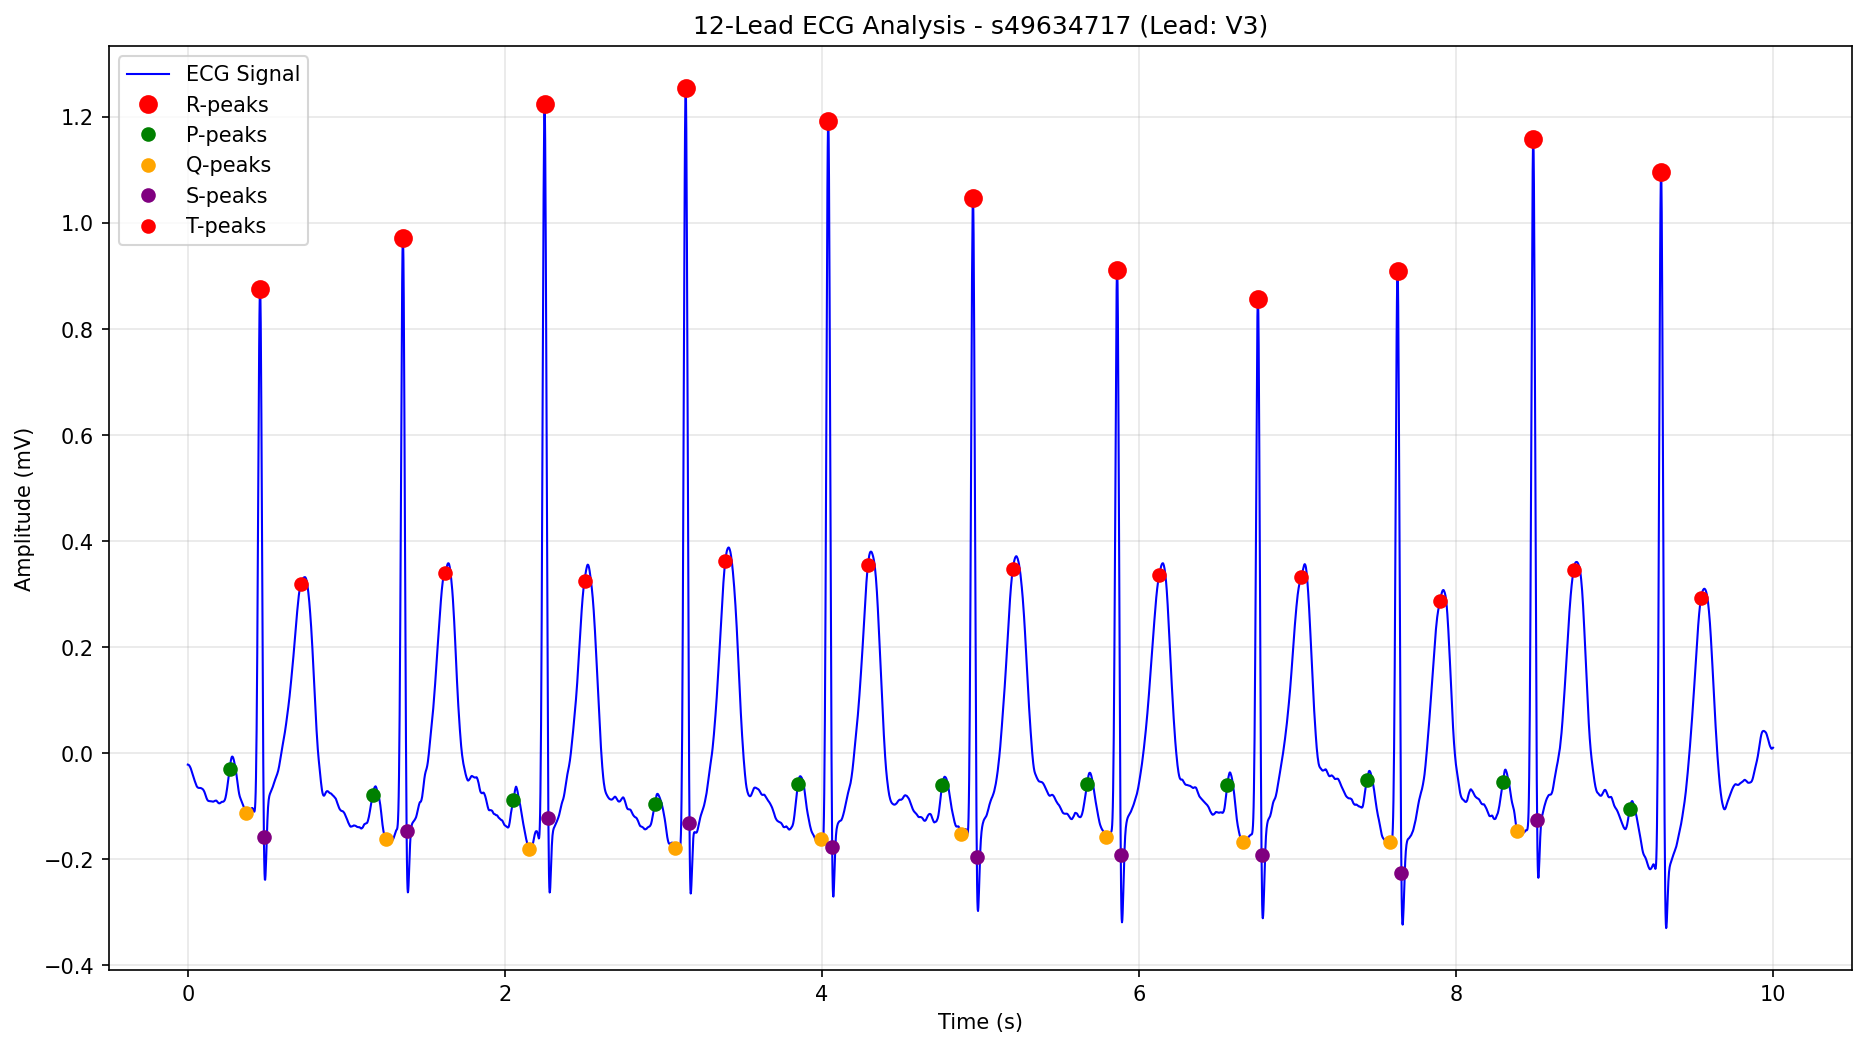 12-Lead ECG Analysis - s49634717 (Lead: V3)
ECG Signal
R-peaks
P-peaks
Q-peaks
S-peaks
T-peaks
Amplitude (mV)
1.2
1.0
0.8
0.6
0.4
0.2
0.0
−0.2
−0.4
0 2 4 6 8 10
Time (s)